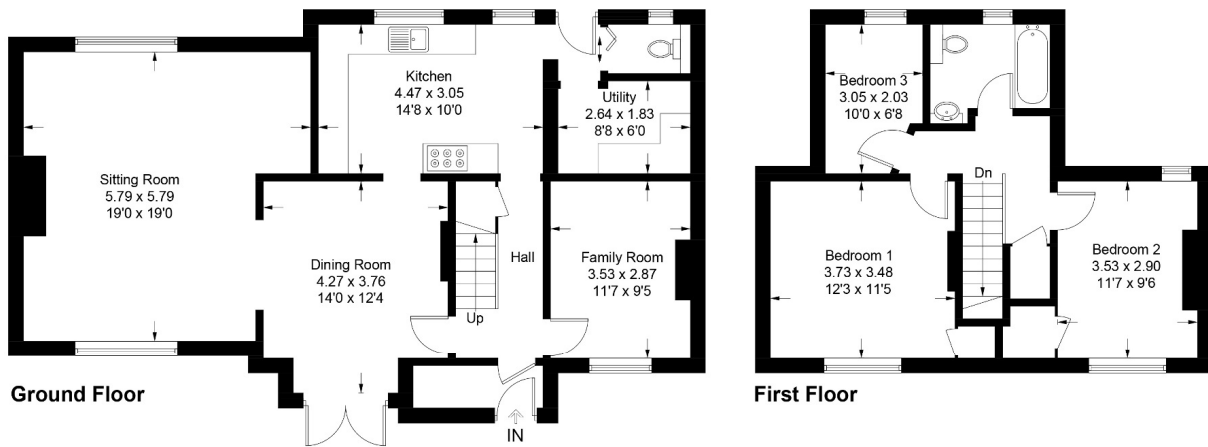 Kitchen
4.47 x 3.05
14'8 x 10'0
Utility
2.64 x 1.83
8'8 x 6'0
Sitting Room
5.79 x 5.79
19'0 x 19'0
Dining Room
4.27 x 3.76
14'0 x 12'4
Hall
Up
Family Room
3.53 x 2.87
11'7 x 9'5
IN
Ground Floor
Bedroom 3
3.05 x 2.03
10'0 x 6'8
Dn
Bedroom 1
3.73 x 3.48
12'3 x 11'5
Bedroom 2
3.53 x 2.90
11'7 x 9'6
First Floor